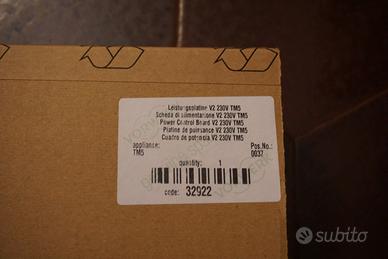 Leistungsplatine V2 230V TM5
Scheda di alimentazione V2 230V TM5
Power Control Board V2 230V TM5
Platine de puissance V2 230V TM5
Cuadro de potencia V2 230V TM5
appliance: Pos.No.:
TM5 0037
quantity: 1
code: 32922
VORWERK
subito